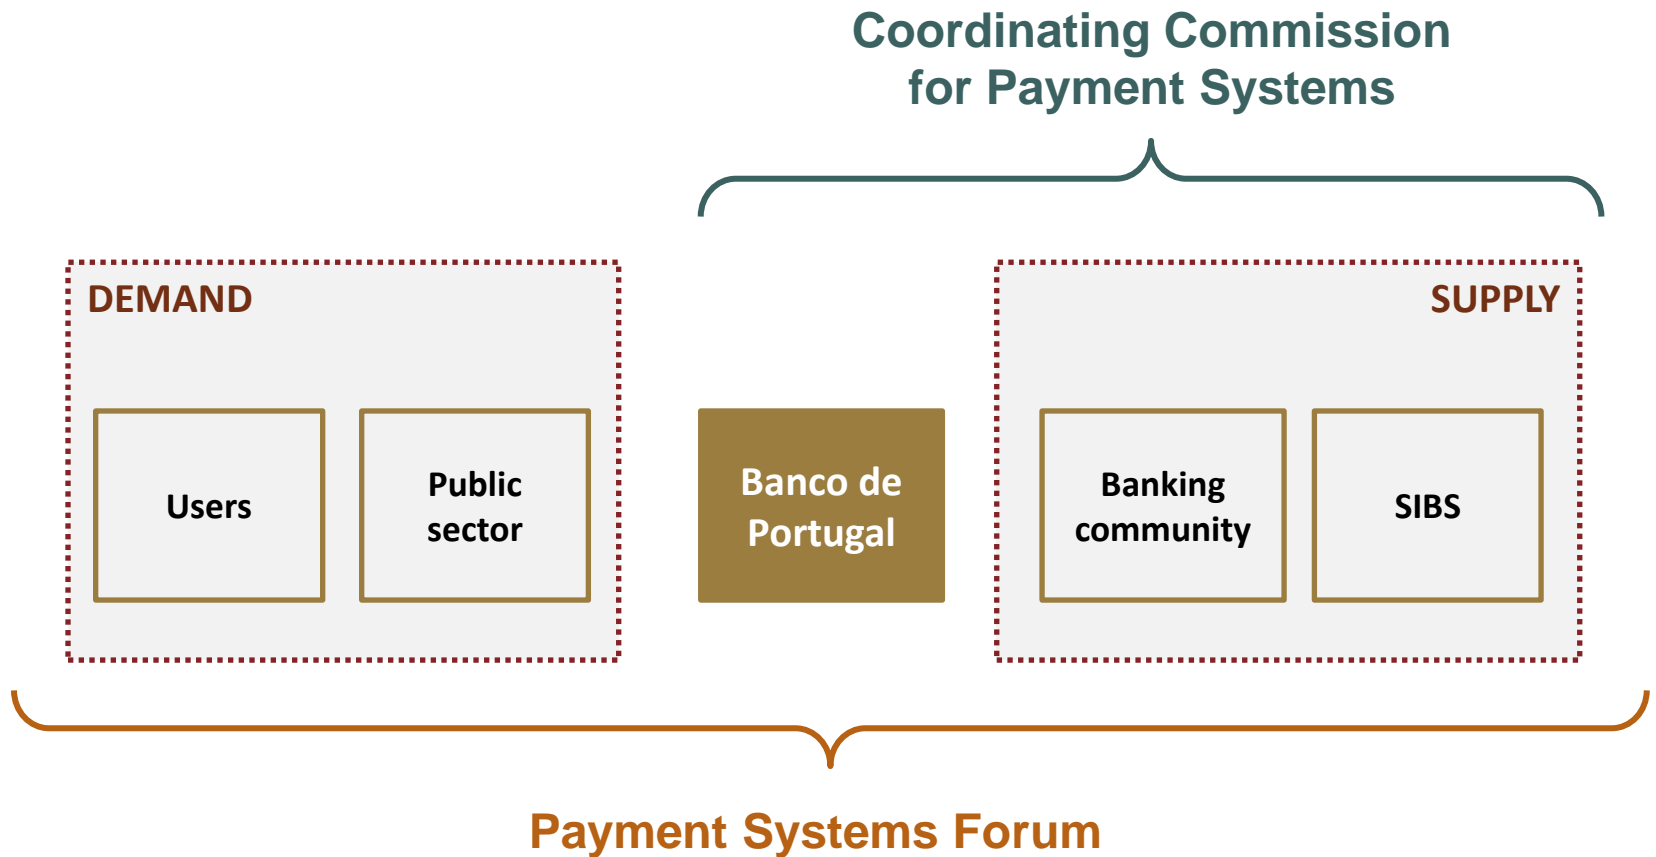 Coordinating Commission
for Payment Systems
DEMAND
SUPPLY
Users
Public
sector
Banco de
Portugal
Banking
community
SIBS
Payment Systems Forum